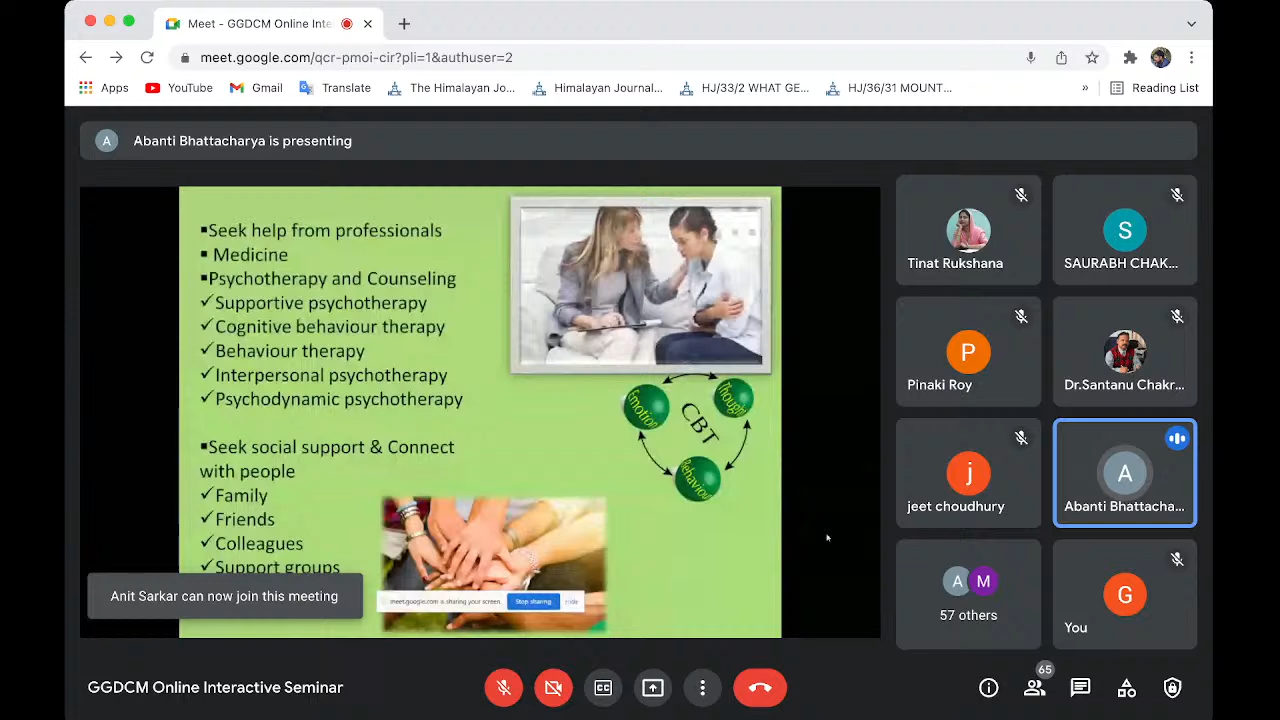 Meet - GGDCM Online Inte
meet.google.com/qcr-pmoi-cir?pli=1&authuser=2
Apps
YouTube
Gmail
Translate
The Himalayan Jo...
Himalayan Journal...
HJ/33/2 WHAT GE...
HJ/36/31 MOUNT...
»
Reading List
A
Abanti Bhattacharya is presenting
▪Seek help from professionals
▪ Medicine
▪Psychotherapy and Counseling
✓Supportive psychotherapy
✓Cognitive behaviour therapy
✓Behaviour therapy
✓Interpersonal psychotherapy
✓Psychodynamic psychotherapy
▪Seek social support & Connect
with people
✓Family
✓Friends
✓Colleagues
✓Support groups
Emotion
Thought
CBT
Behaviour
Anit Sarkar can now join this meeting
meet.google.com is sharing your screen.
Stop sharing
Hide
Tinat Rukshana
S
SAURABH CHAK...
P
Pinaki Roy
Dr.Santanu Chakr...
j
jeet choudhury
A
Abanti Bhattacha...
A M
57 others
G
You
GGDCM Online Interactive Seminar
CC
65